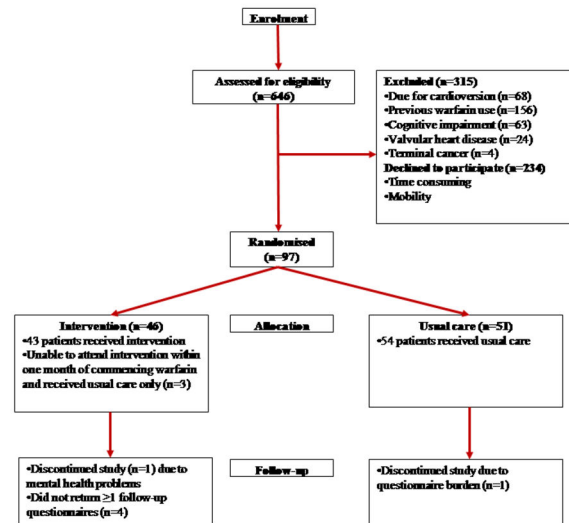 Enrolment
Assessed for eligibility
(n=646)
Excluded (n=315)
•Due for cardioversion (n=68)
•Previous warfarin use (n=156)
•Cognitive impairment (n=63)
•Valvular heart disease (n=24)
•Terminal cancer (n=4)
Declined to participate (n=234)
•Time consuming
•Mobility
Randomised
(n=97)
Intervention (n=46)
•43 patients received intervention
•Unable to attend intervention within
one month of commencing warfarin
and received usual care only (n=3)
Allocation
Usual care (n=51)
•54 patients received usual care
•Discontinued study (n=1) due to
mental health problems
•Did not return ≥1 follow-up
questionnaires (n=4)
Follow-up
•Discontinued study due to
questionnaire burden (n=1)